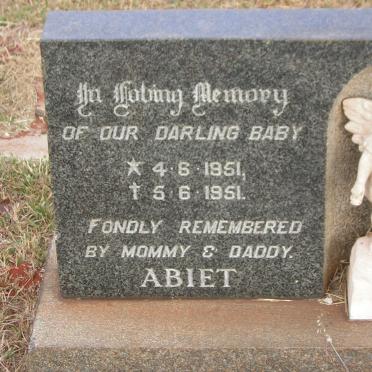 In Loving Memory
OF OUR DARLING BABY
★ 4·6·1951,
† 5·6·1951.
FONDLY REMEMBERED
BY MOMMY & DADDY.
ABIET